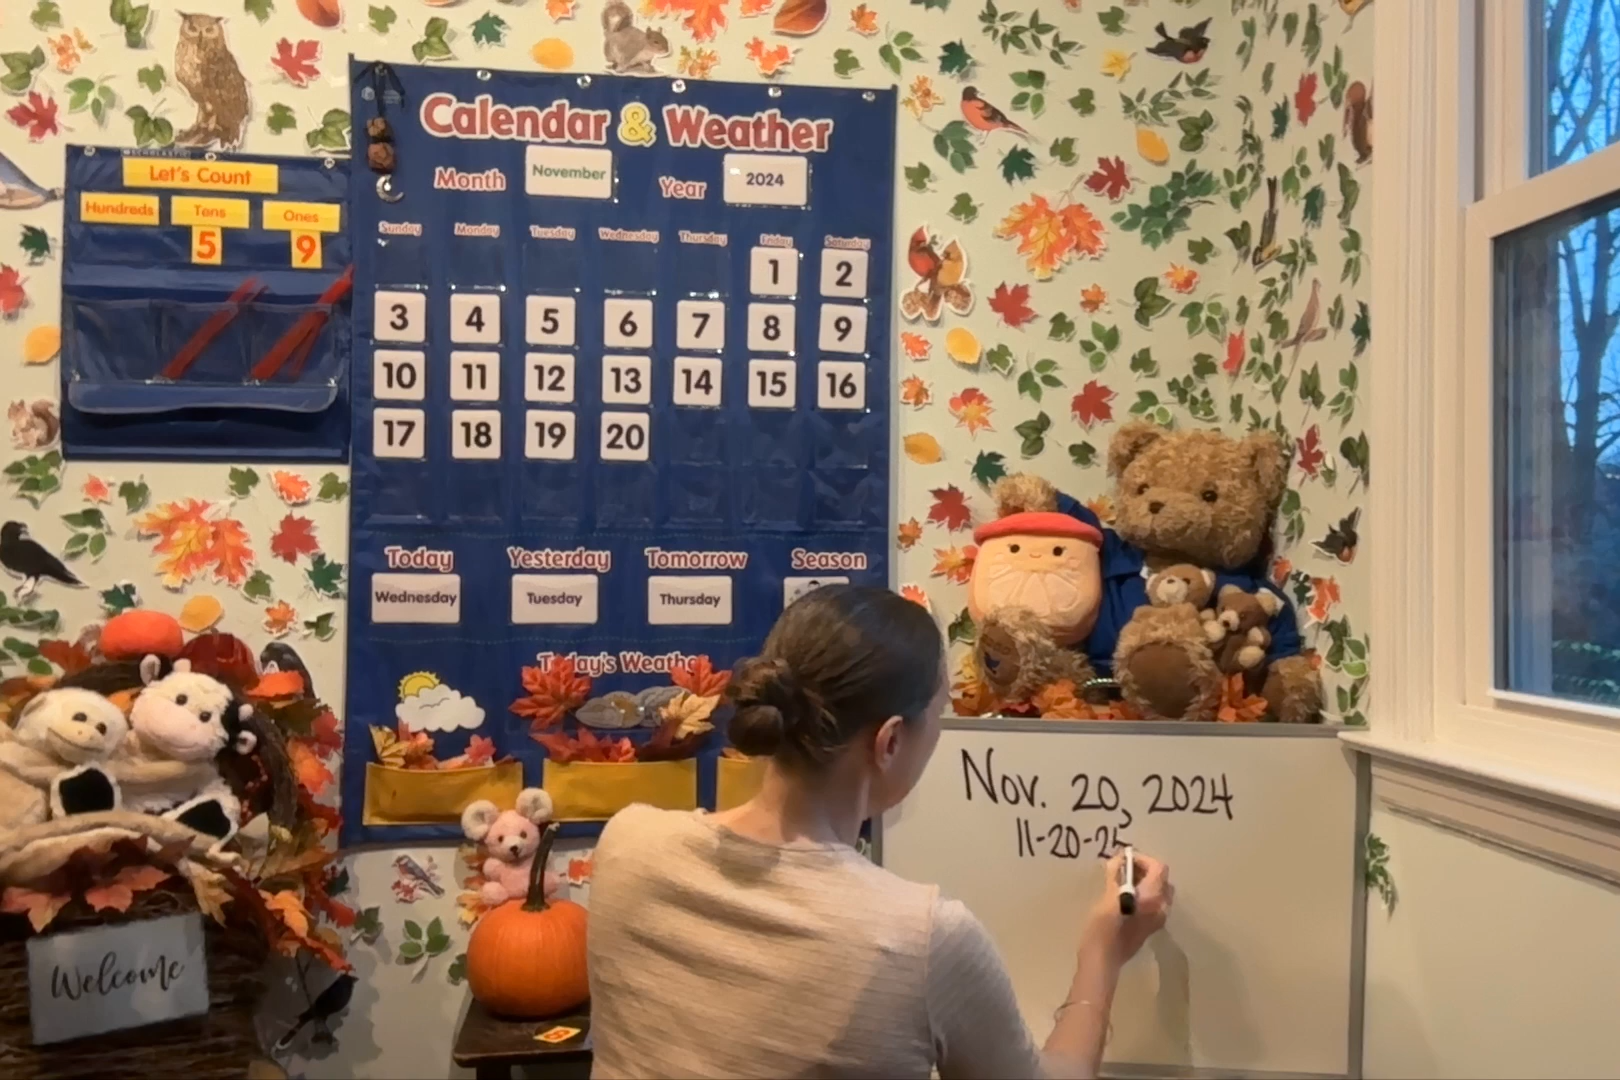 Calendar & Weather
Month November Year 2024
Sunday Monday Tuesday Wednesday Thursday Friday Saturday
1 2
3 4 5 6 7 8 9
10 11 12 13 14 15 16
17 18 19 20
Today Yesterday Tomorrow Season
Wednesday Tuesday Thursday
Today's Weather
SCHOLASTIC
Let's Count
Hundreds Tens Ones
5 9
Nov. 20, 2024
11-20-25
Welcome